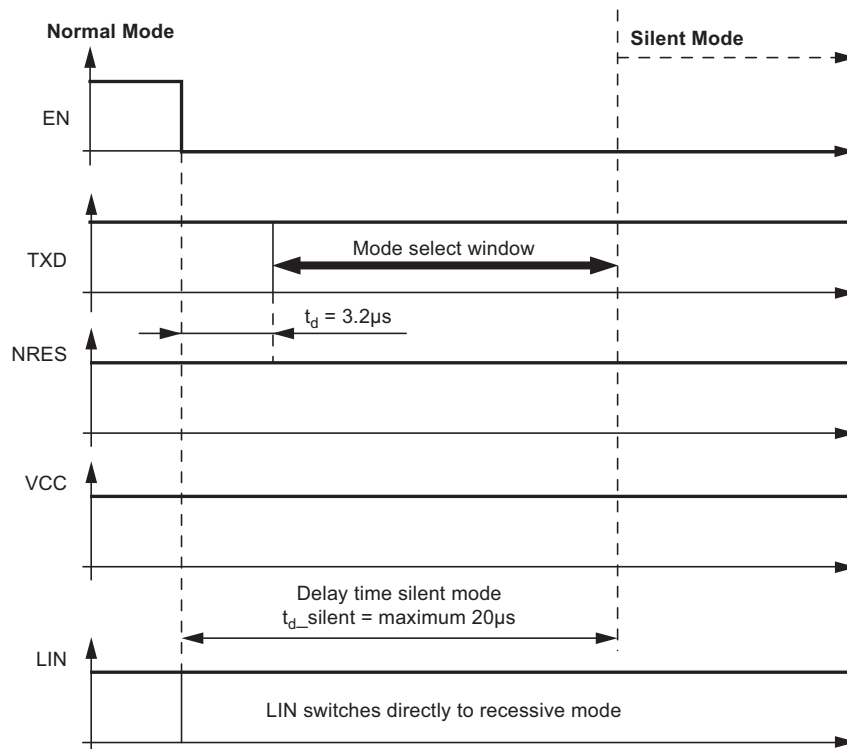 Normal Mode
Silent Mode
EN
TXD
Mode select window
t_d = 3.2µs
NRES
VCC
Delay time silent mode
t_d_silent = maximum 20µs
LIN
LIN switches directly to recessive mode